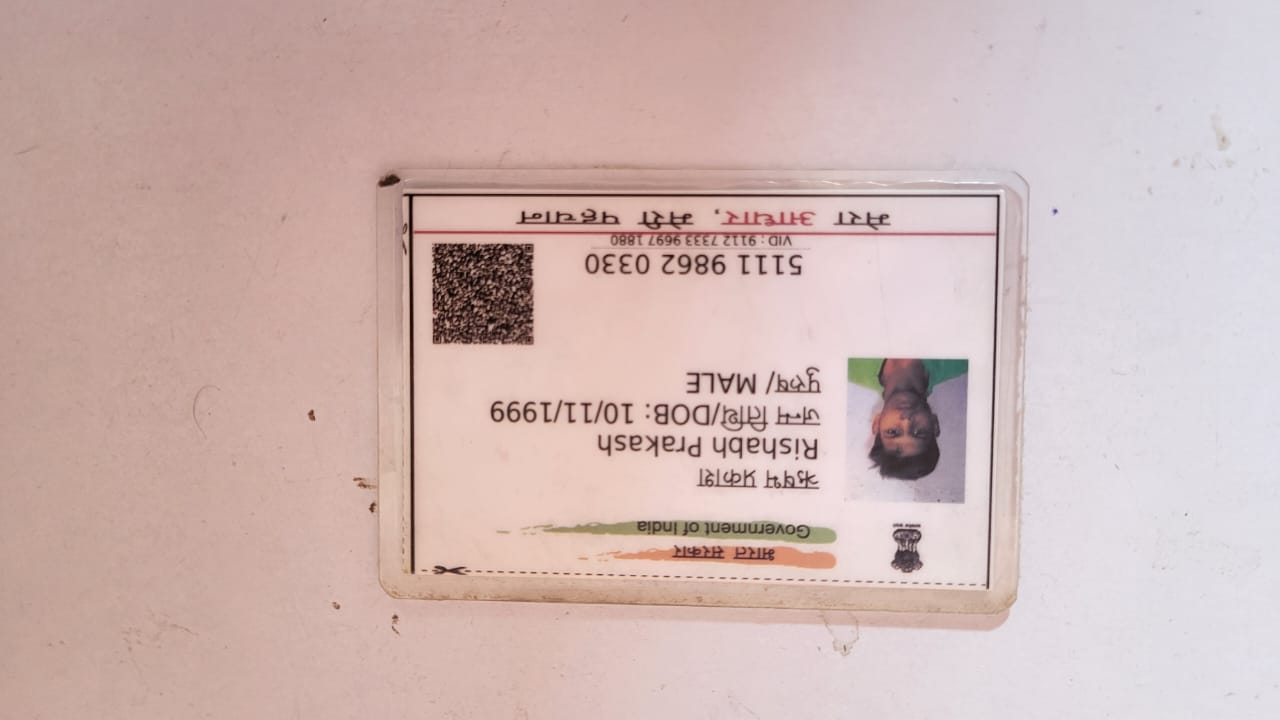 भारत सरकार
Government of India
ऋषभ प्रकाश
Rishabh Prakash
जन्म तिथि/DOB: 10/11/1999
पुरुष/ MALE
5111 9862 0330
VID : 9112 7333 9697 1880
मेरा आधार, मेरी पहचान